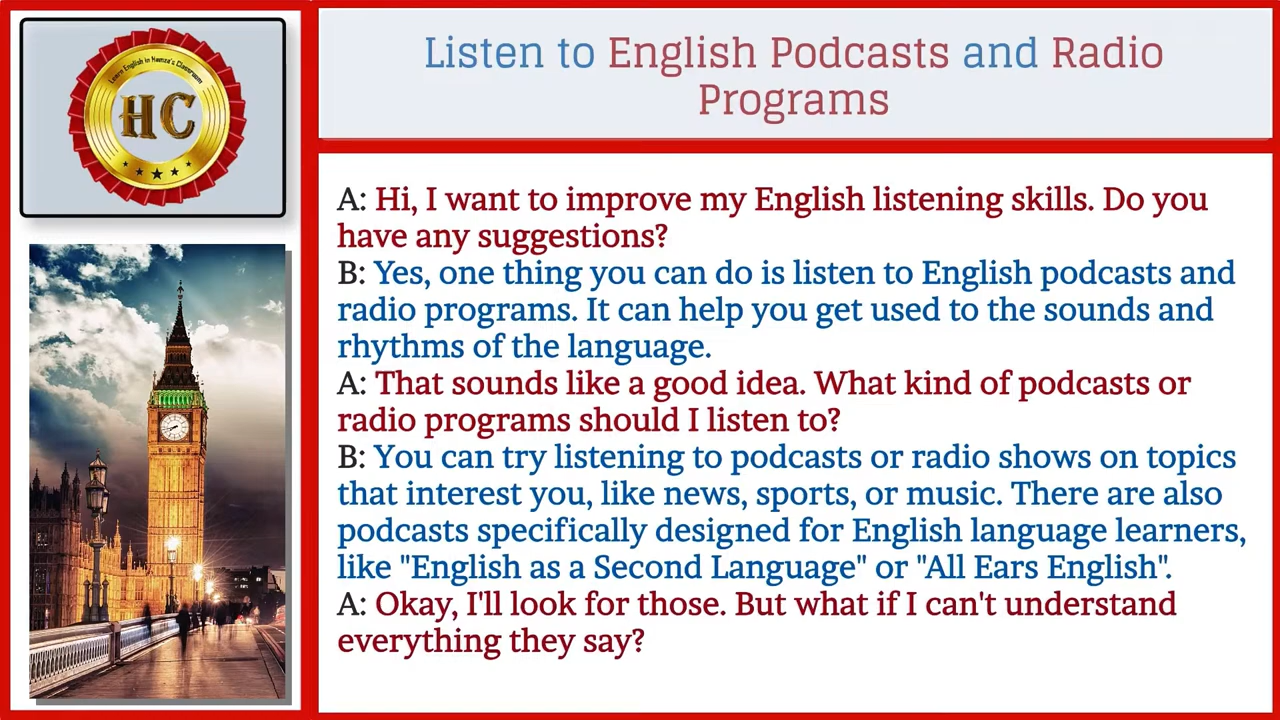 Learn English in Hamza's Classroom
HC
Listen to English Podcasts and Radio
Programs
A: Hi, I want to improve my English listening skills. Do you
have any suggestions?
B: Yes, one thing you can do is listen to English podcasts and
radio programs. It can help you get used to the sounds and
rhythms of the language.
A: That sounds like a good idea. What kind of podcasts or
radio programs should I listen to?
B: You can try listening to podcasts or radio shows on topics
that interest you, like news, sports, or music. There are also
podcasts specifically designed for English language learners,
like "English as a Second Language" or "All Ears English".
A: Okay, I'll look for those. But what if I can't understand
everything they say?